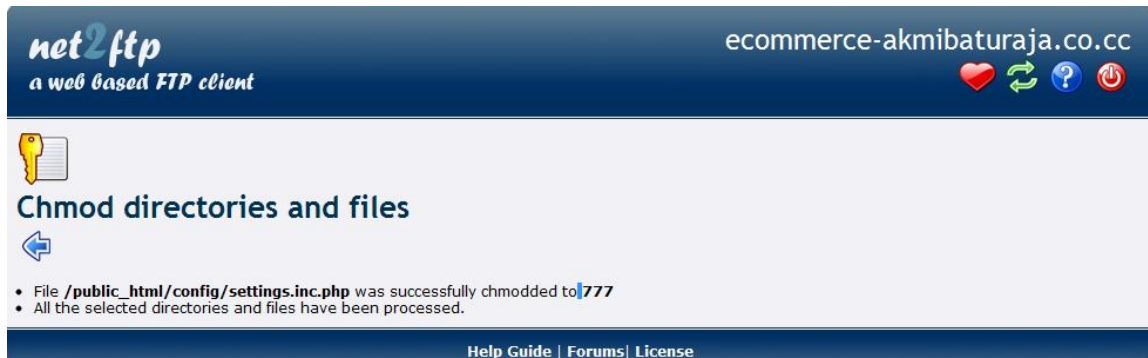 net2ftp
ecommerce-akmibaturaja.co.cc
a web based FTP client
Chmod directories and files
• File /public_html/config/settings.inc.php was successfully chmodded to 777
• All the selected directories and files have been processed.
Help Guide | Forums| License